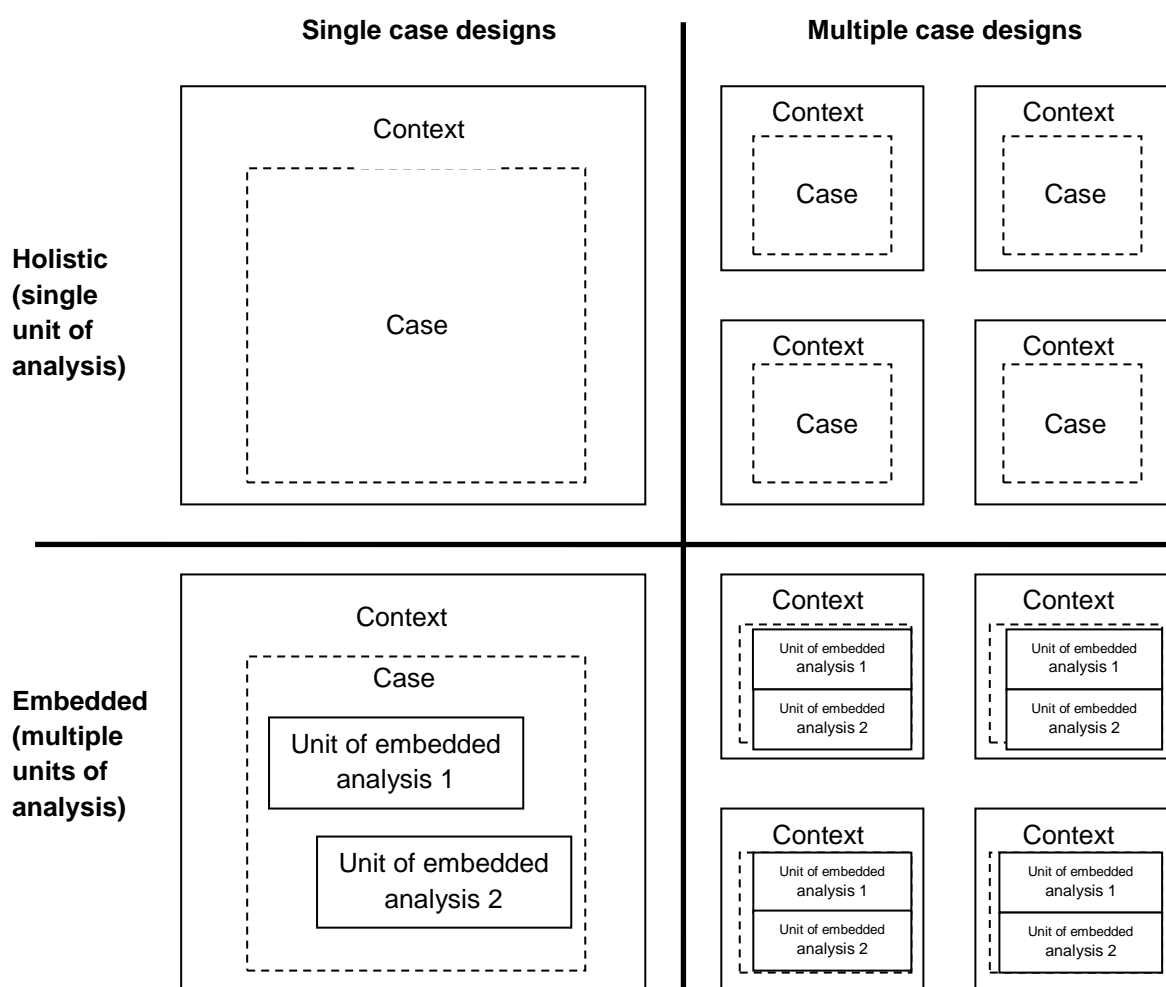 Single case designs
Multiple case designs
Holistic
(single
unit of
analysis)
Context
Case
Context
Case
Context
Case
Context
Case
Context
Case
Embedded
(multiple
units of
analysis)
Context
Case
Unit of embedded
analysis 1
Unit of embedded
analysis 2
Context
Unit of embedded
analysis 1
Unit of embedded
analysis 2
Context
Unit of embedded
analysis 1
Unit of embedded
analysis 2
Context
Unit of embedded
analysis 1
Unit of embedded
analysis 2
Context
Unit of embedded
analysis 1
Unit of embedded
analysis 2